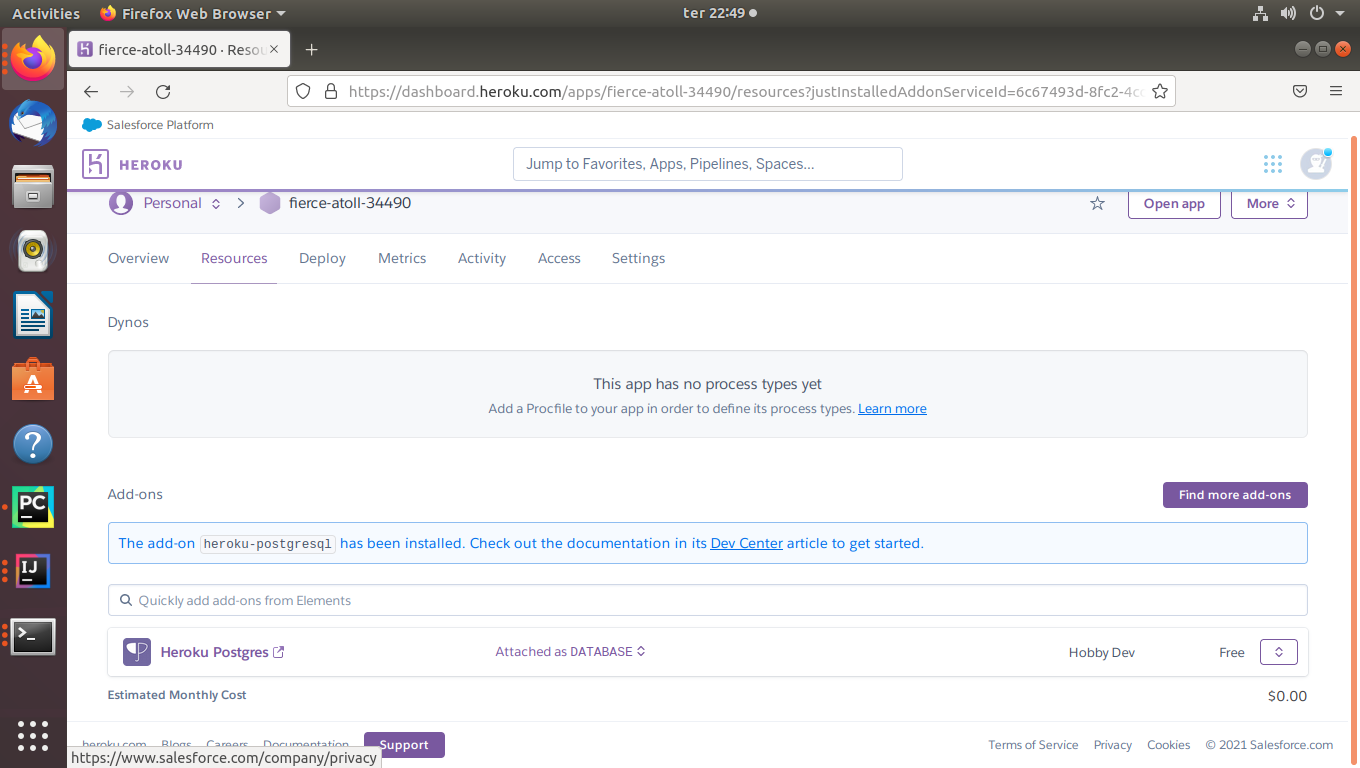 Activities Firefox Web Browser ter 22:49
fierce-atoll-34490 · Resou
https://dashboard.heroku.com/apps/fierce-atoll-34490/resources?justInstalledAddonServiceId=6c67493d-8fc2-4cc
Salesforce Platform
HEROKU Jump to Favorites, Apps, Pipelines, Spaces...
Personal fierce-atoll-34490 Open app More
Overview Resources Deploy Metrics Activity Access Settings
Dynos
This app has no process types yet
Add a Procfile to your app in order to define its process types. Learn more
Add-ons Find more add-ons
The add-on heroku-postgresql has been installed. Check out the documentation in its Dev Center article to get started.
Quickly add add-ons from Elements
Heroku Postgres Attached as DATABASE Hobby Dev Free
Estimated Monthly Cost $0.00
heroku.com Blogs Careers Documentation Support Terms of Service Privacy Cookies © 2021 Salesforce.com
https://www.salesforce.com/company/privacy
PC
IJ